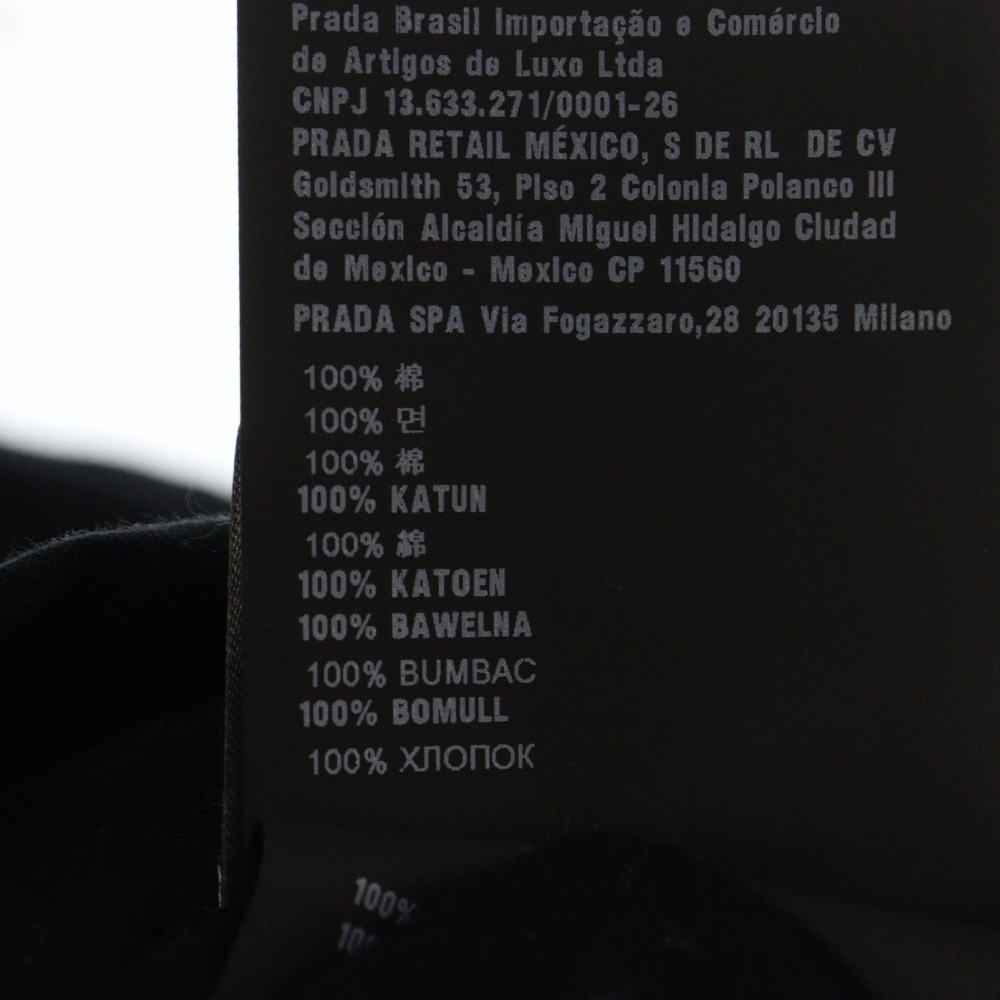 Prada Brasil Importação e Comércio
de Artigos de Luxo Ltda
CNPJ 13.633.271/0001-26
PRADA RETAIL MÉXICO, S DE RL DE CV
Goldsmith 53, Piso 2 Colonia Polanco III
Sección Alcaldía Miguel Hidalgo Ciudad
de Mexico - Mexico CP 11560
PRADA SPA Via Fogazzaro,28 20135 Milano
100% 棉
100% 면
100% 棉
100% KATUN
100% 綿
100% KATOEN
100% BAWELNA
100% BUMBAC
100% BOMULL
100% ХЛОПОК
100%